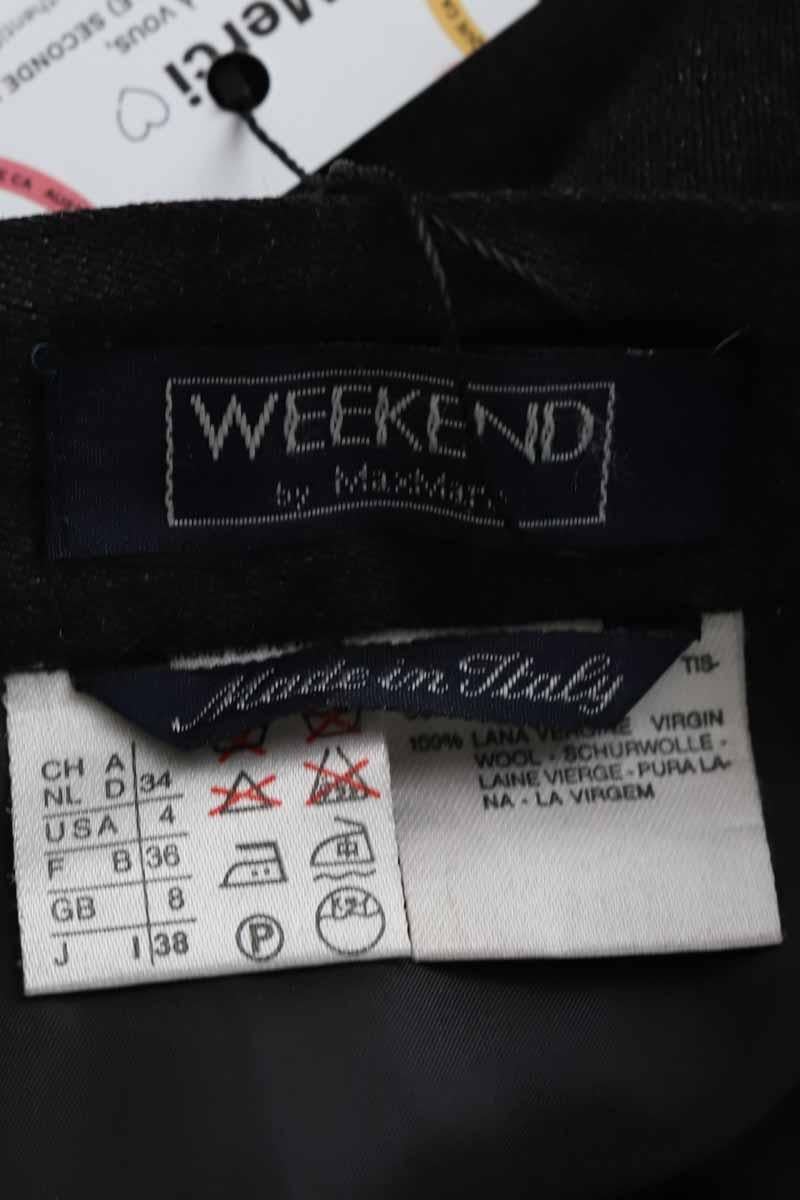 Merci
À VOUS,
E) SECONDE
WEEKEND
by MaxMara
Made in Italy
CH A
NL D 34
USA 4
F B 36
GB 8
J I 38
P
TIS-
100% LANA VERGINE VIRGIN
WOOL - SCHURWOLLE -
LAINE VIERGE - PURA LA-
NA - LA VIRGEM